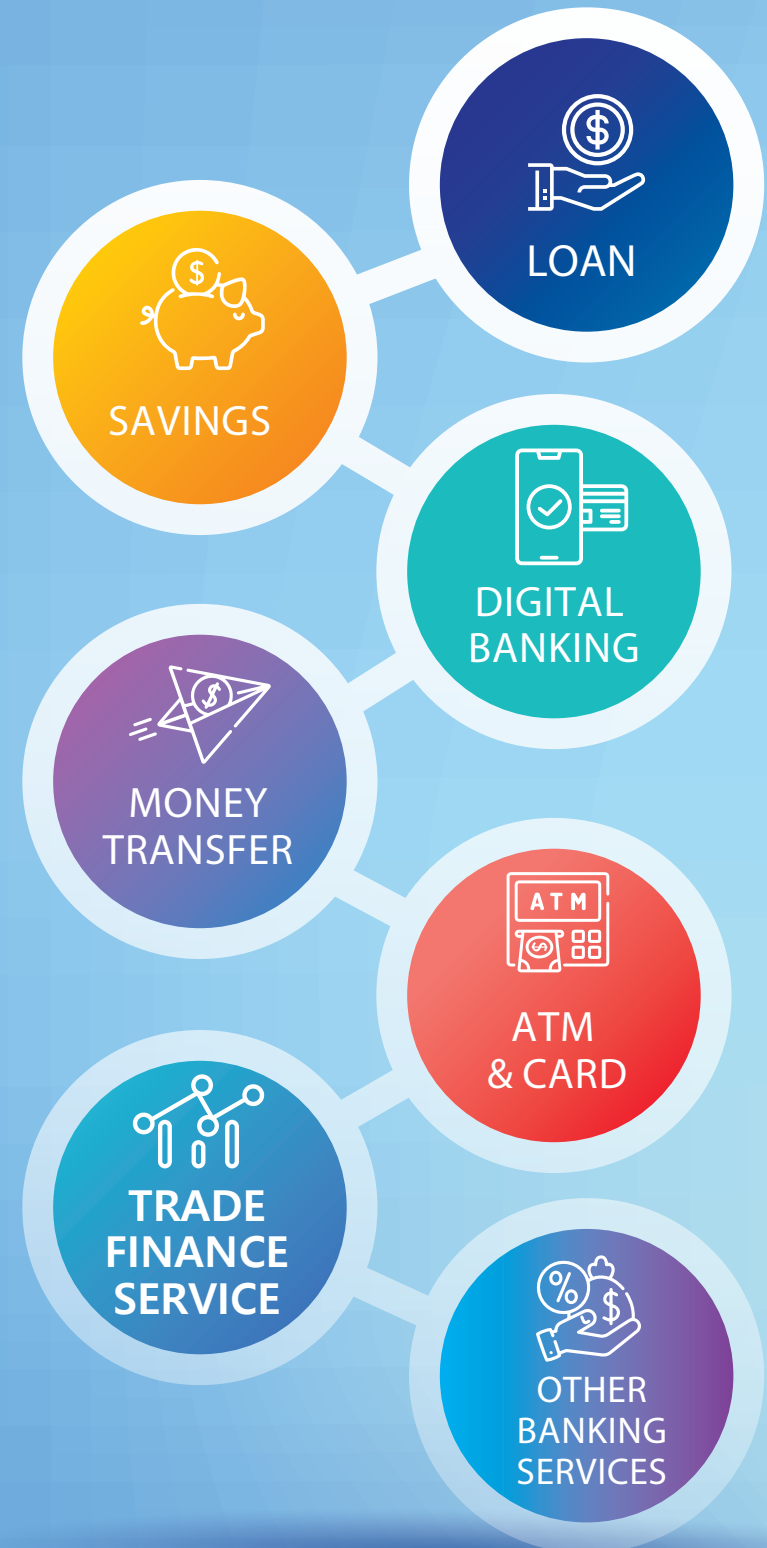 $
LOAN
$
SAVINGS
DIGITAL
BANKING
$
MONEY
TRANSFER
ATM
$
ATM
& CARD
TRADE
FINANCE
SERVICE
%
$
OTHER
BANKING
SERVICES